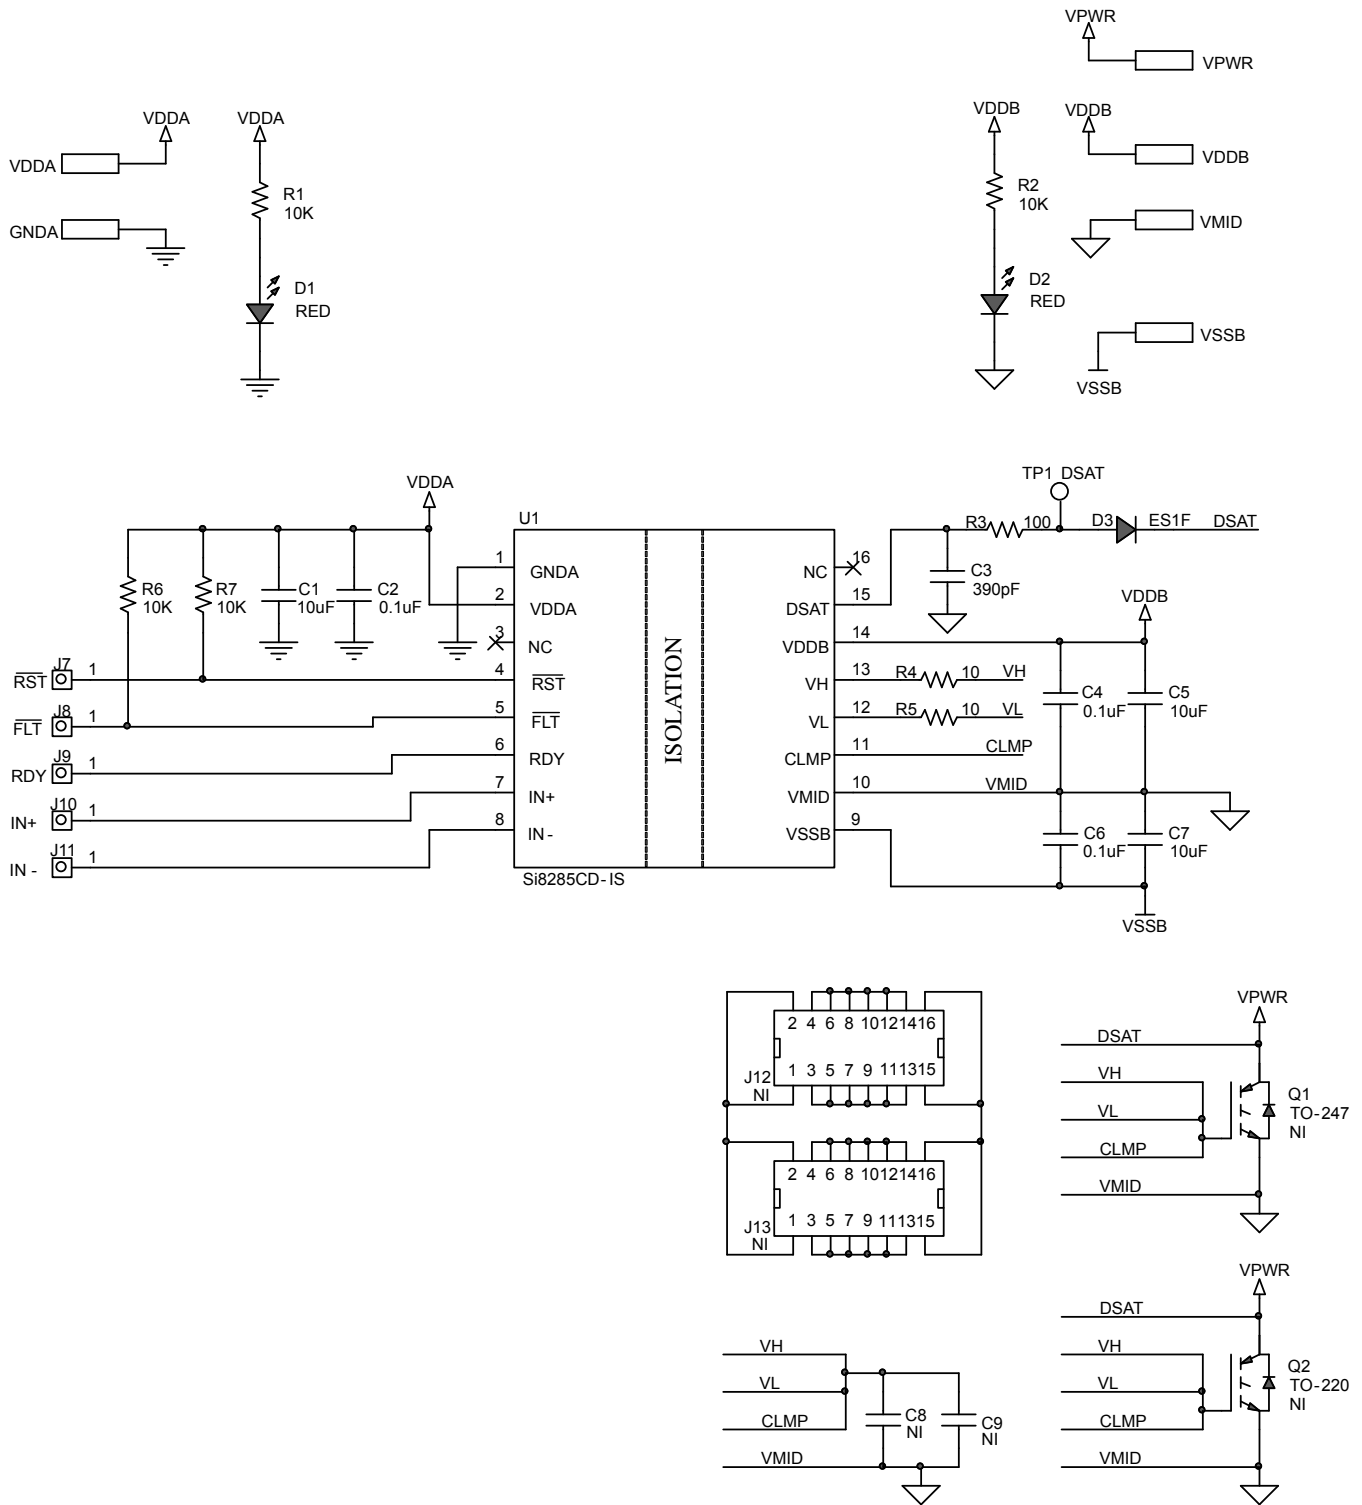 VPWR
VPWR
VDDA
VDDA
VDDA
GNDA
R1
10K
D1
RED
VDDB
R2
10K
D2
RED
VDDB
VDDB
VMID
VSSB
VSSB
VDDA
R6
10K
R7
10K
C1
10uF
C2
0.1uF
RST
J7
1
FLT
J8
1
RDY
J9
1
IN+
J10
1
IN -
J11
1
U1
1
GNDA
2
VDDA
3
NC
4
RST
5
FLT
6
RDY
7
IN+
8
IN -
ISOLATION
Si8285CD-IS
16
NC
15
DSAT
14
VDDB
13
VH
12
VL
11
CLMP
10
VMID
9
VSSB
TP1 DSAT
R3
100
D3
ES1F
DSAT
C3
390pF
VDDB
R4
10
VH
R5
10
VL
CLMP
VMID
C4
0.1uF
C5
10uF
C6
0.1uF
C7
10uF
VSSB
2 4 6 8 10 12 14 16
1 3 5 7 9 11 13 15
J12
NI
2 4 6 8 10 12 14 16
1 3 5 7 9 11 13 15
J13
NI
VPWR
DSAT
VH
VL
CLMP
VMID
Q1
TO-247
NI
VH
VL
CLMP
VMID
C8
NI
C9
NI
VPWR
DSAT
VH
VL
CLMP
VMID
Q2
TO-220
NI